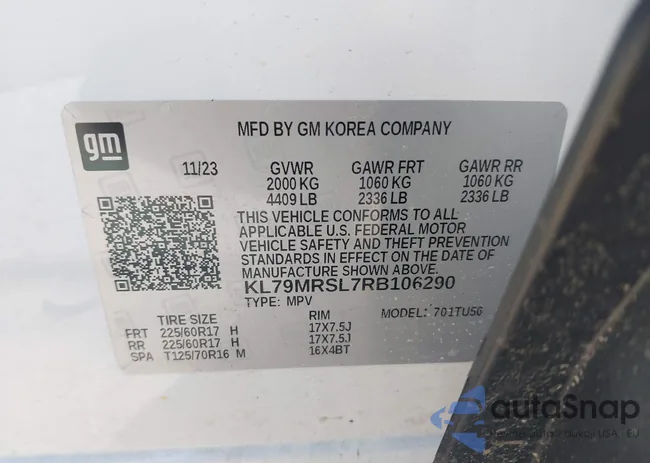 gm
MFD BY GM KOREA COMPANY
11/23 GVWR GAWR FRT GAWR RR
2000 KG 1060 KG 1060 KG
4409 LB 2336 LB 2336 LB
THIS VEHICLE CONFORMS TO ALL
APPLICABLE U.S. FEDERAL MOTOR
VEHICLE SAFETY AND THEFT PREVENTION
STANDARDS IN EFFECT ON THE DATE OF
MANUFACTURE SHOWN ABOVE.
KL79MRSL7RB106290
TYPE: MPV MODEL: 701TU56
TIRE SIZE RIM
FRT 225/60R17 H 17X7.5J
RR 225/60R17 H 17X7.5J
SPA T125/70R16 M 16X4BT
autaSnap